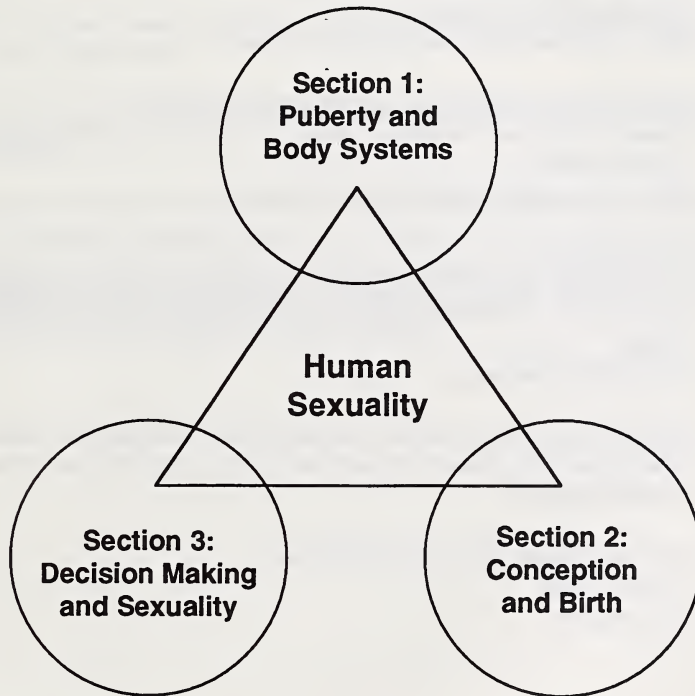 Section 1:
Puberty and
Body Systems
Human
Sexuality
Section 3:
Decision Making
and Sexuality
Section 2:
Conception
and Birth